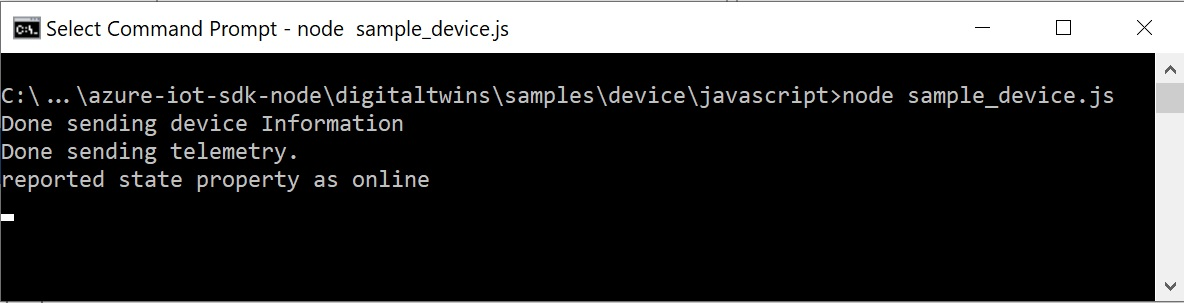 Select Command Prompt - node  sample_device.js
C:\ ...\azure-iot-sdk-node\digitaltwins\samples\device\javascript>node sample_device.js
Done sending device Information
Done sending telemetry.
reported state property as online